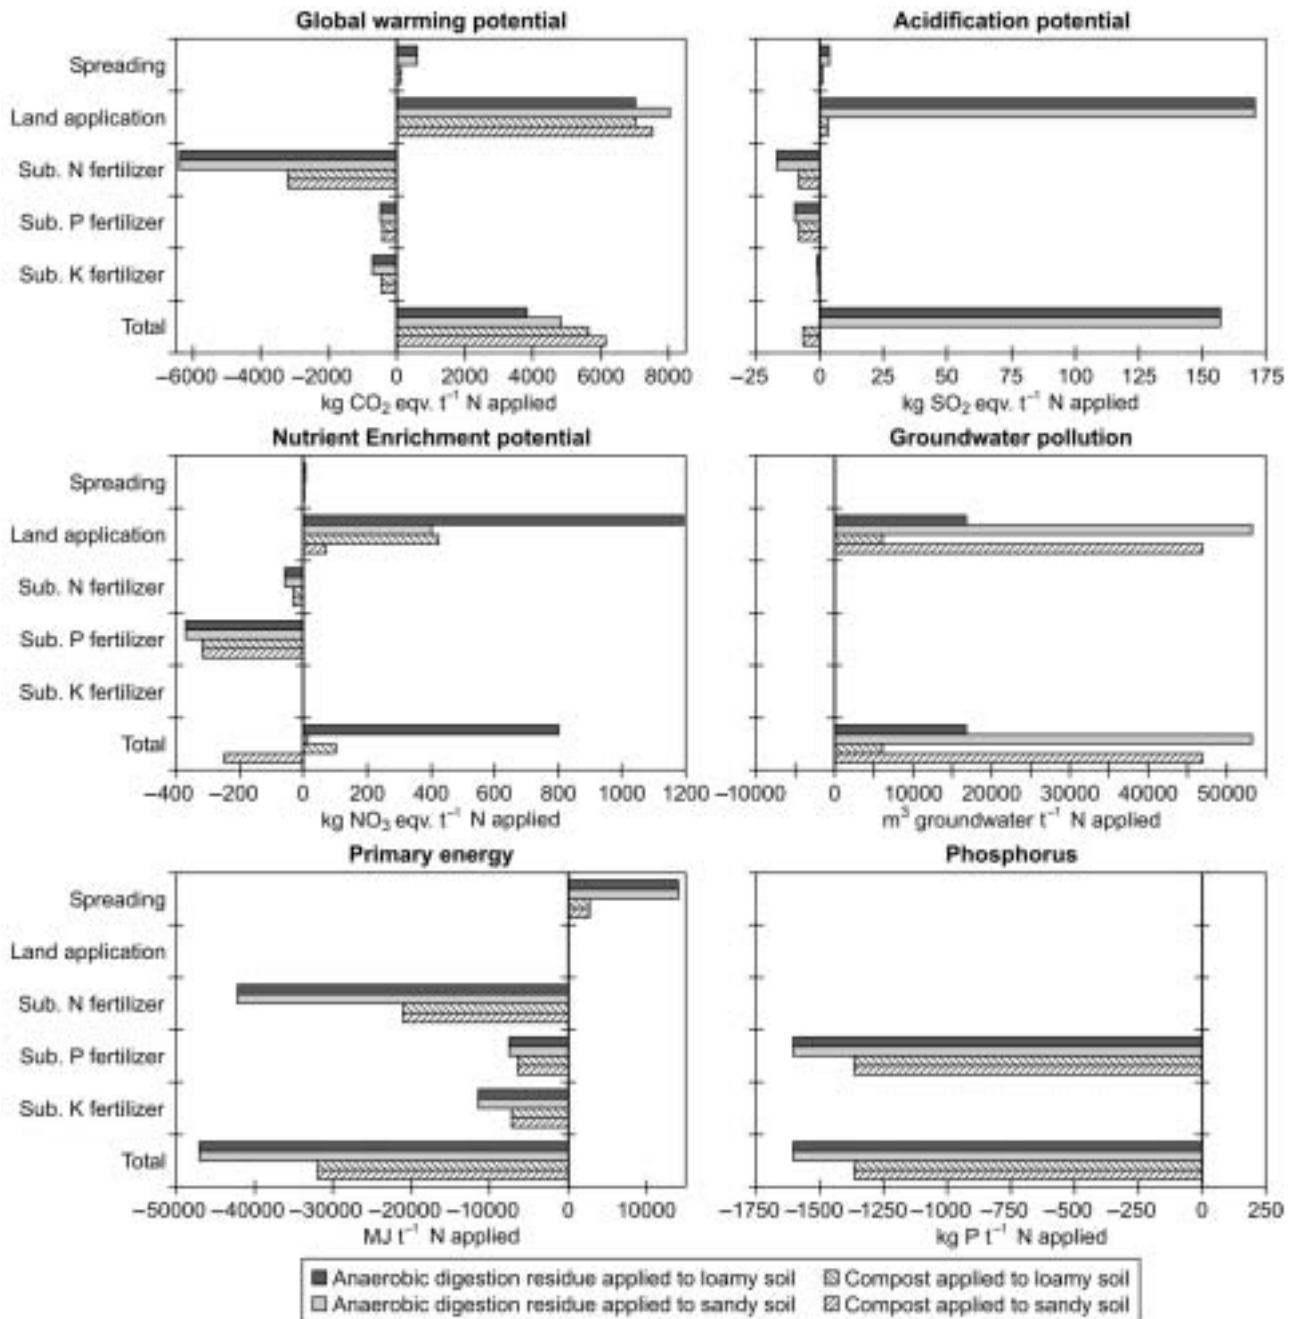 Global warming potential
Acidification potential
Spreading
Land application
Sub. N fertilizer
Sub. P fertilizer
Sub. K fertilizer
Total
–6000 –4000 –2000 0 2000 4000 6000 8000
kg CO₂ eqv. t⁻¹ N applied
–25 0 25 50 75 100 125 150 175
kg SO₂ eqv. t⁻¹ N applied
Nutrient Enrichment potential
Groundwater pollution
Spreading
Land application
Sub. N fertilizer
Sub. P fertilizer
Sub. K fertilizer
Total
–400 –200 0 200 400 600 800 1000 1200
kg NO₃ eqv. t⁻¹ N applied
–10000 0 10000 20000 30000 40000 50000
m³ groundwater t⁻¹ N applied
Primary energy
Phosphorus
Spreading
Land application
Sub. N fertilizer
Sub. P fertilizer
Sub. K fertilizer
Total
–50000 –40000 –30000 –20000 –10000 0 10000
MJ t⁻¹ N applied
–1750 –1500 –1250 –1000 –750 –500 –250 0 250
kg P t⁻¹ N applied
Anaerobic digestion residue applied to loamy soil
Compost applied to loamy soil
Anaerobic digestion residue applied to sandy soil
Compost applied to sandy soil